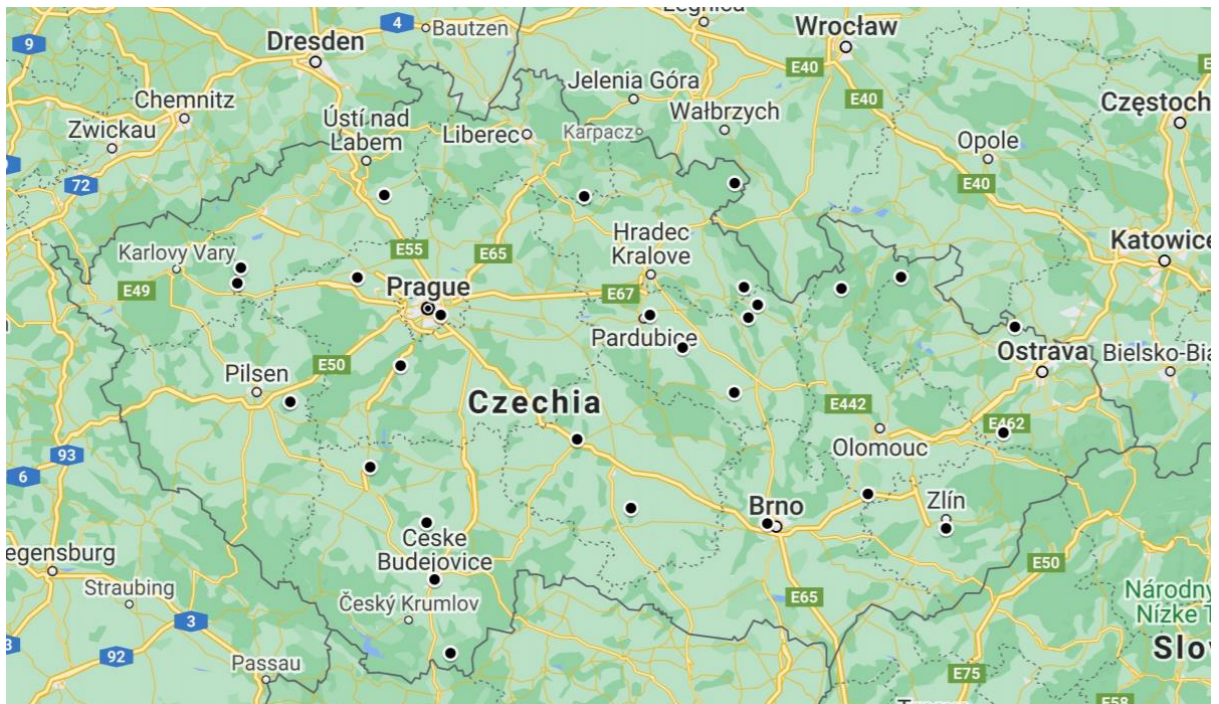 4
9
Bautzen
Dresden
Legnica
Wrocław
E40
Jelenia Góra
Wałbrzych
E40
Chemnitz
Zwickau
Ústí nad
Labem
Liberec
Karpacz
Częstoch
Opole
72
E40
Karlovy Vary
E49
E55
E65
Hradec
Kralove
Katowice
Prague
E67
Pardubice
Ostrava
Bielsko-Bia
Pilsen
E50
Czechia
E442
E462
Olomouc
93
6
Brno
Zlín
Ceske
Budejovice
egensburg
Straubing
Český Krumlov
E65
E50
Národny
Nízke T
3
3
92
Passau
Slov
E75
E58